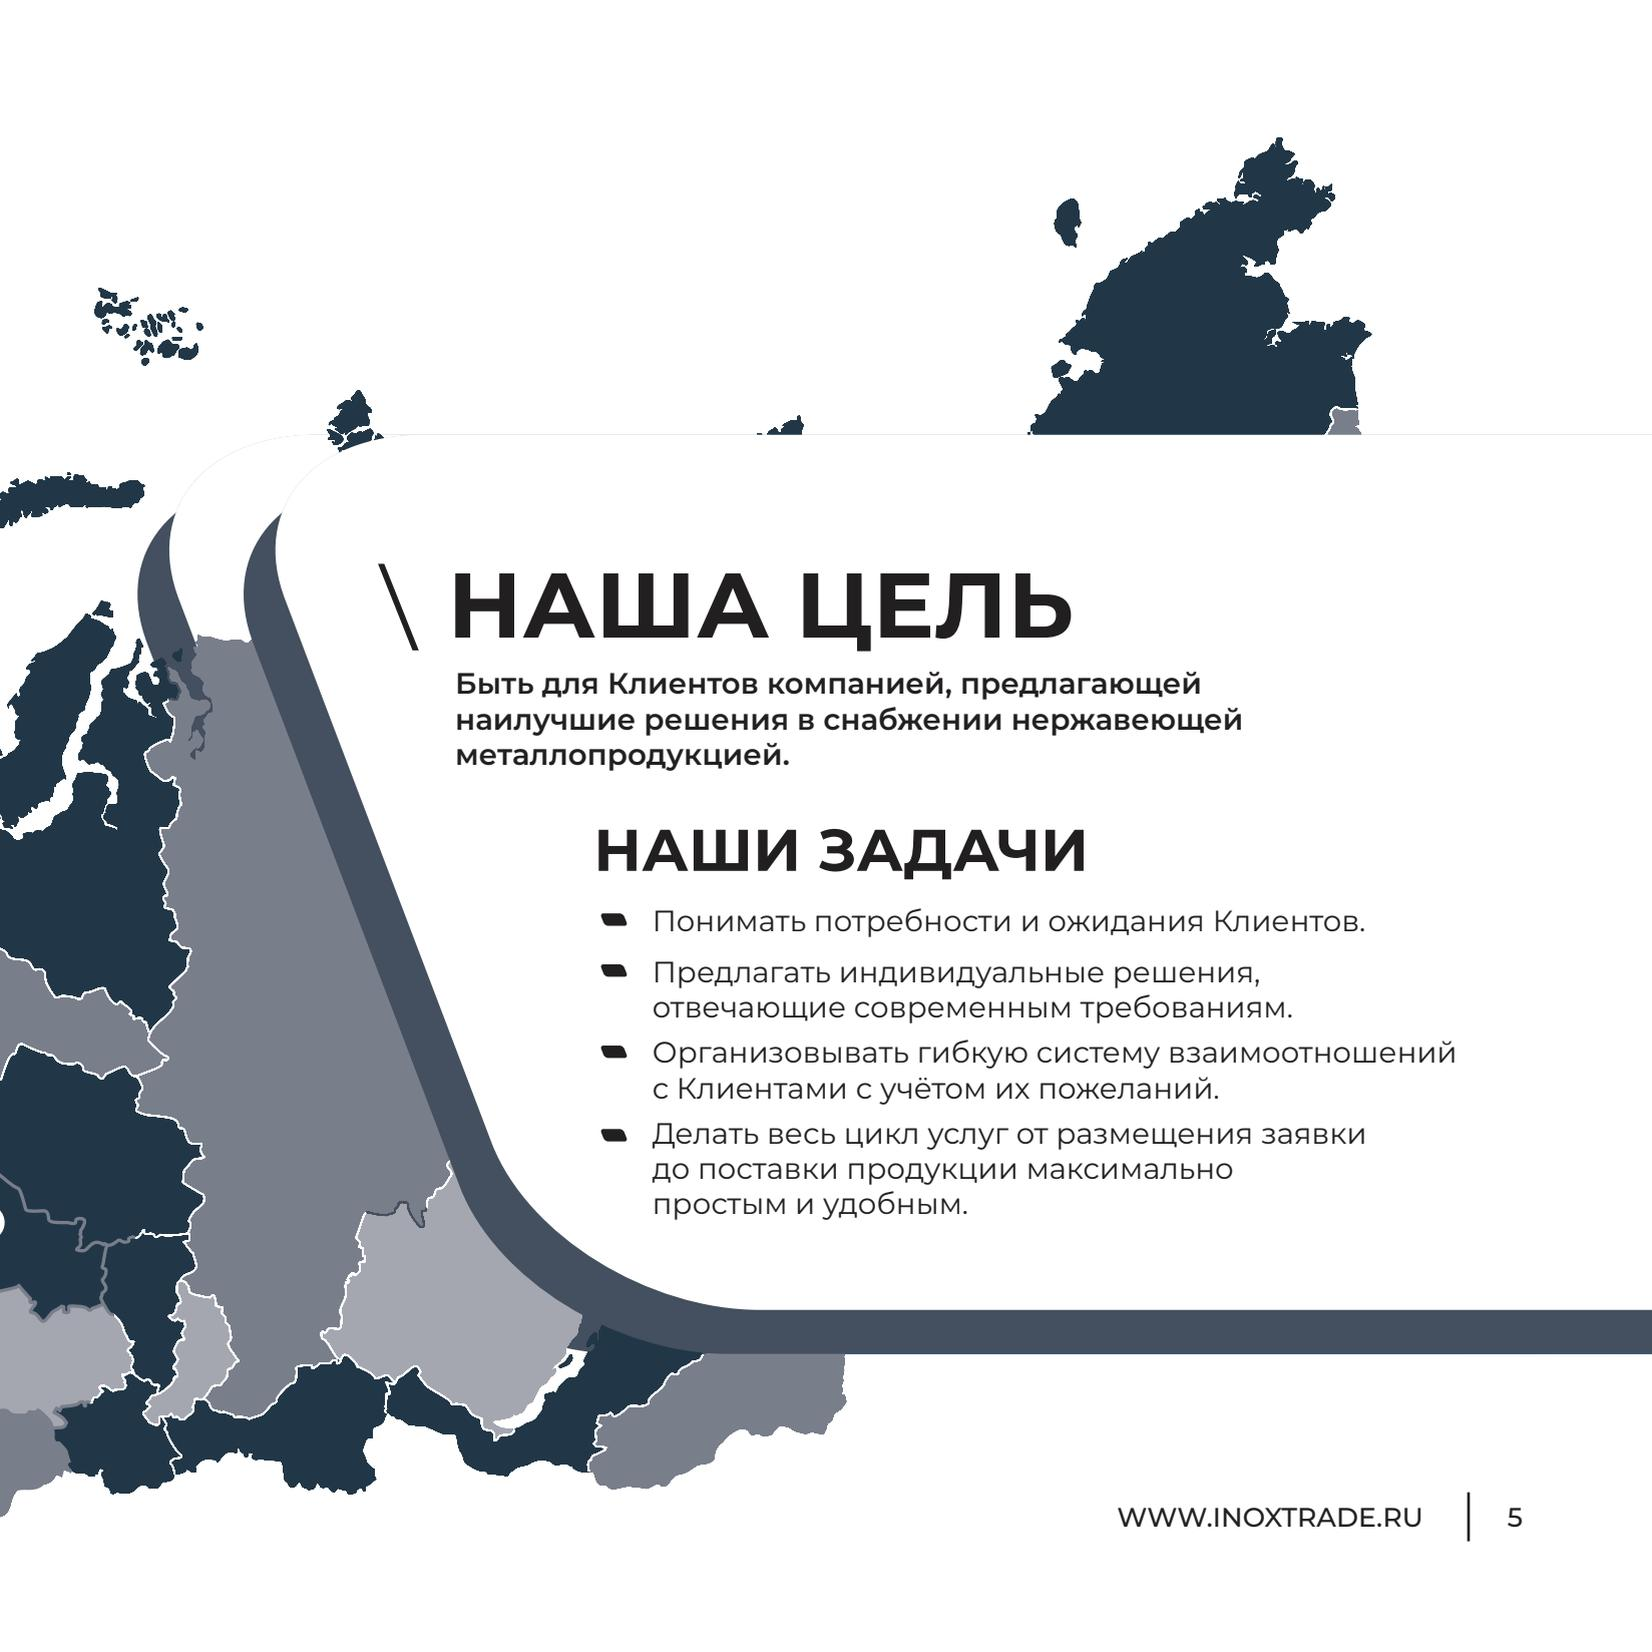 \ НАША ЦЕЛЬ
Быть для Клиентов компанией, предлагающей
наилучшие решения в снабжении нержавеющей
металлопродукцией.
НАШИ ЗАДАЧИ
Понимать потребности и ожидания Клиентов.
Предлагать индивидуальные решения,
отвечающие современным требованиям.
Организовывать гибкую систему взаимоотношений
с Клиентами с учётом их пожеланий.
Делать весь цикл услуг от размещения заявки
до поставки продукции максимально
простым и удобным.
WWW.INOXTRADE.RU | 5